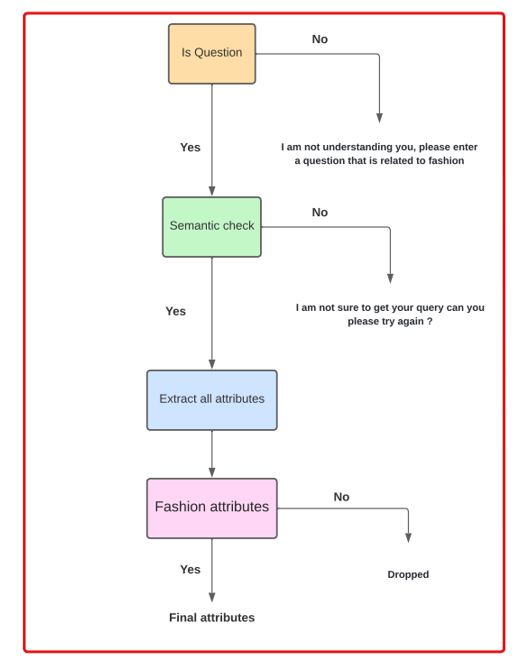 Is Question
No
Yes
I am not understanding you, please enter
a question that is related to fashion
Semantic check
No
Yes
I am not sure to get your query can you
please try again ?
Extract all attributes
Fashion attributes
No
Yes
Dropped
Final attributes